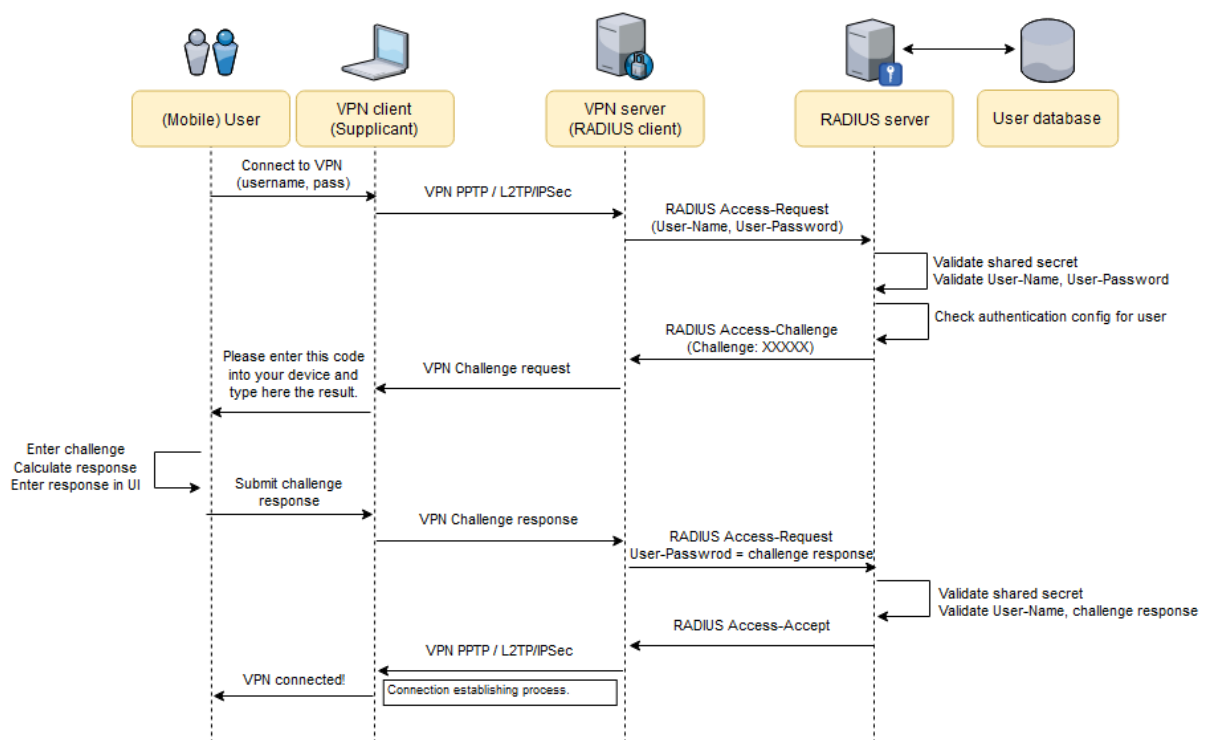 (Mobile) User
VPN client
(Supplicant)
VPN server
(RADIUS client)
RADIUS server
User database
Connect to VPN
(username, pass)
VPN PPTP / L2TP/IPSec
RADIUS Access-Request
(User-Name, User-Password)
Validate shared secret
Validate User-Name, User-Password
Check authentication config for user
RADIUS Access-Challenge
(Challenge: XXXXX)
VPN Challenge request
Please enter this code
into your device and
type here the result.
Enter challenge
Calculate response
Enter response in UI
Submit challenge
response
VPN Challenge response
RADIUS Access-Request
User-Passwrod = challenge response
Validate shared secret
Validate User-Name, challenge response
RADIUS Access-Accept
VPN PPTP / L2TP/IPSec
Connection establishing process.
VPN connected!